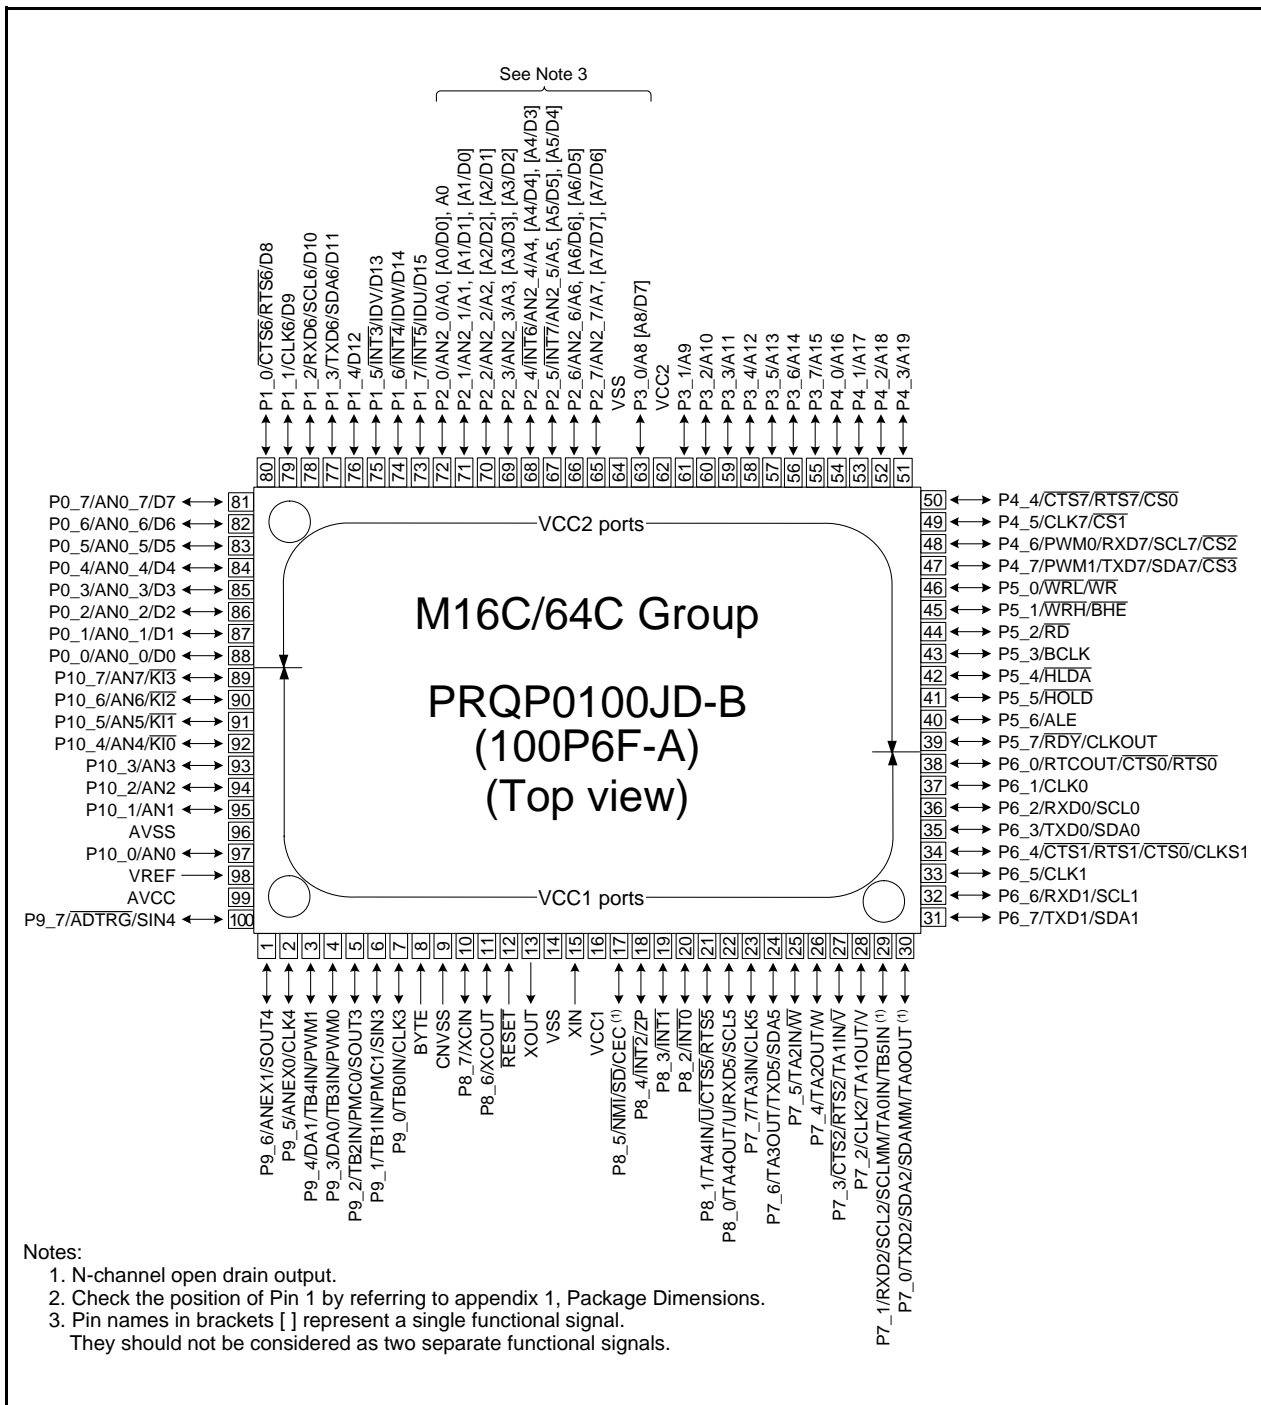 See Note 3
P1_0/CTS6/RTS6/D8
P1_1/CLK6/D9
P1_2/RXD6/SCL6/D10
P1_3/TXD6/SDA6/D11
P1_4/D12
P1_5/INT3/IDV/D13
P1_6/INT4/IDW/D14
P1_7/INT5/IDU/D15
P2_0/AN2_0/A0, [A0/D0], A0
P2_1/AN2_1/A1, [A1/D1], [A1/D0]
P2_2/AN2_2/A2, [A2/D2], [A2/D1]
P2_3/AN2_3/A3, [A3/D3], [A3/D2]
P2_4/INT6/AN2_4/A4, [A4/D4], [A4/D3]
P2_5/INT7/AN2_5/A5, [A5/D5], [A5/D4]
P2_6/AN2_6/A6, [A6/D6], [A6/D5]
P2_7/AN2_7/A7, [A7/D7], [A7/D6]
VSS
P3_0/A8 [A8/D7]
VCC2
P3_1/A9
P3_2/A10
P3_3/A11
P3_4/A12
P3_5/A13
P3_6/A14
P3_7/A15
P4_0/A16
P4_1/A17
P4_2/A18
P4_3/A19
80 79 78 77 76 75 74 73 72 71 70 69 68 67 66 65 64 63 62 61 60 59 58 57 56 55 54 53 52 51
P0_7/AN0_7/D7 81
P0_6/AN0_6/D6 82
P0_5/AN0_5/D5 83
P0_4/AN0_4/D4 84
P0_3/AN0_3/D3 85
P0_2/AN0_2/D2 86
P0_1/AN0_1/D1 87
P0_0/AN0_0/D0 88
P10_7/AN7/KI3 89
P10_6/AN6/KI2 90
P10_5/AN5/KI1 91
P10_4/AN4/KI0 92
P10_3/AN3 93
P10_2/AN2 94
P10_1/AN1 95
AVSS 96
P10_0/AN0 97
VREF 98
AVCC 99
P9_7/ADTRG/SIN4 100
VCC2 ports
M16C/64C Group
PRQP0100JD-B
(100P6F-A)
(Top view)
VCC1 ports
50 P4_4/CTS7/RTS7/CS0
49 P4_5/CLK7/CS1
48 P4_6/PWM0/RXD7/SCL7/CS2
47 P4_7/PWM1/TXD7/SDA7/CS3
46 P5_0/WRL/WR
45 P5_1/WRH/BHE
44 P5_2/RD
43 P5_3/BCLK
42 P5_4/HLDA
41 P5_5/HOLD
40 P5_6/ALE
39 P5_7/RDY/CLKOUT
38 P6_0/RTCOUT/CTS0/RTS0
37 P6_1/CLK0
36 P6_2/RXD0/SCL0
35 P6_3/TXD0/SDA0
34 P6_4/CTS1/RTS1/CTS0/CLKS1
33 P6_5/CLK1
32 P6_6/RXD1/SCL1
31 P6_7/TXD1/SDA1
1 2 3 4 5 6 7 8 9 10 11 12 13 14 15 16 17 18 19 20 21 22 23 24 25 26 27 28 29 30
P9_6/ANEX1/SOUT4
P9_5/ANEX0/CLK4
P9_4/DA1/TB4IN/PWM1
P9_3/DA0/TB3IN/PWM0
P9_2/TB2IN/PMC0/SOUT3
P9_1/TB1IN/PMC1/SIN3
P9_0/TB0IN/CLK3
BYTE
CNVSS
P8_7/XCIN
P8_6/XCOUT
RESET
XOUT
VSS
XIN
VCC1
P8_5/NMI/SD/CEC (1)
P8_4/INT2/ZP
P8_3/INT1
P8_2/INT0
P8_1/TA4IN/U/CTS5/RTS5
P8_0/TA4OUT/U/RXD5/SCL5
P7_7/TA3IN/CLK5
P7_6/TA3OUT/TXD5/SDA5
P7_5/TA2IN/W
P7_4/TA2OUT/W
P7_3/CTS2/RTS2/TA1IN/V
P7_2/CLK2/TA1OUT/V
P7_1/RXD2/SCL2/SCLMM/TA0IN/TB5IN (1)
P7_0/TXD2/SDA2/SDAMM/TA0OUT (1)
Notes:
1. N-channel open drain output.
2. Check the position of Pin 1 by referring to appendix 1, Package Dimensions.
3. Pin names in brackets [ ] represent a single functional signal.
They should not be considered as two separate functional signals.